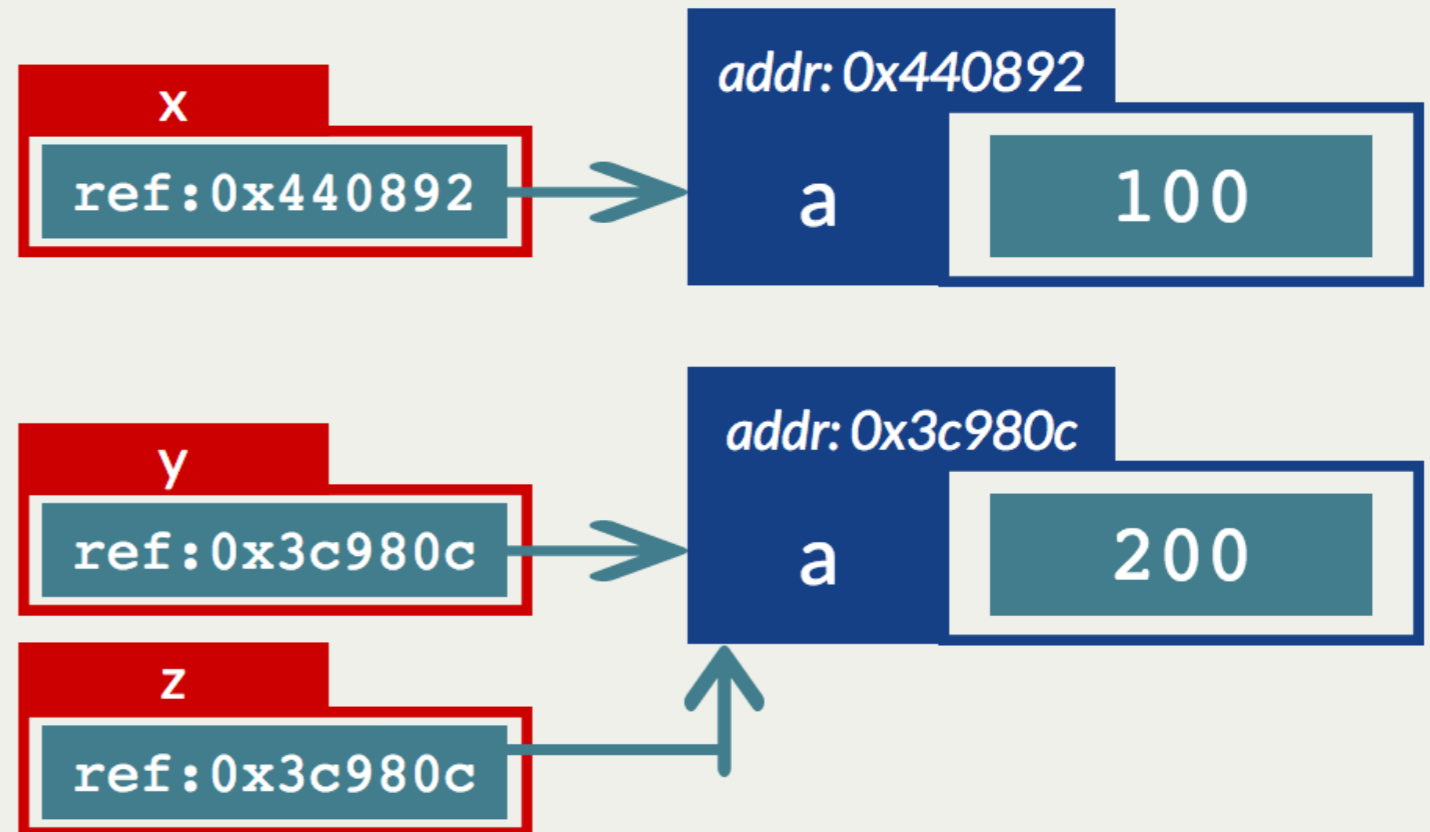 x
ref:0x440892
addr: 0x440892
a
100
y
ref:0x3c980c
addr: 0x3c980c
a
200
z
ref:0x3c980c